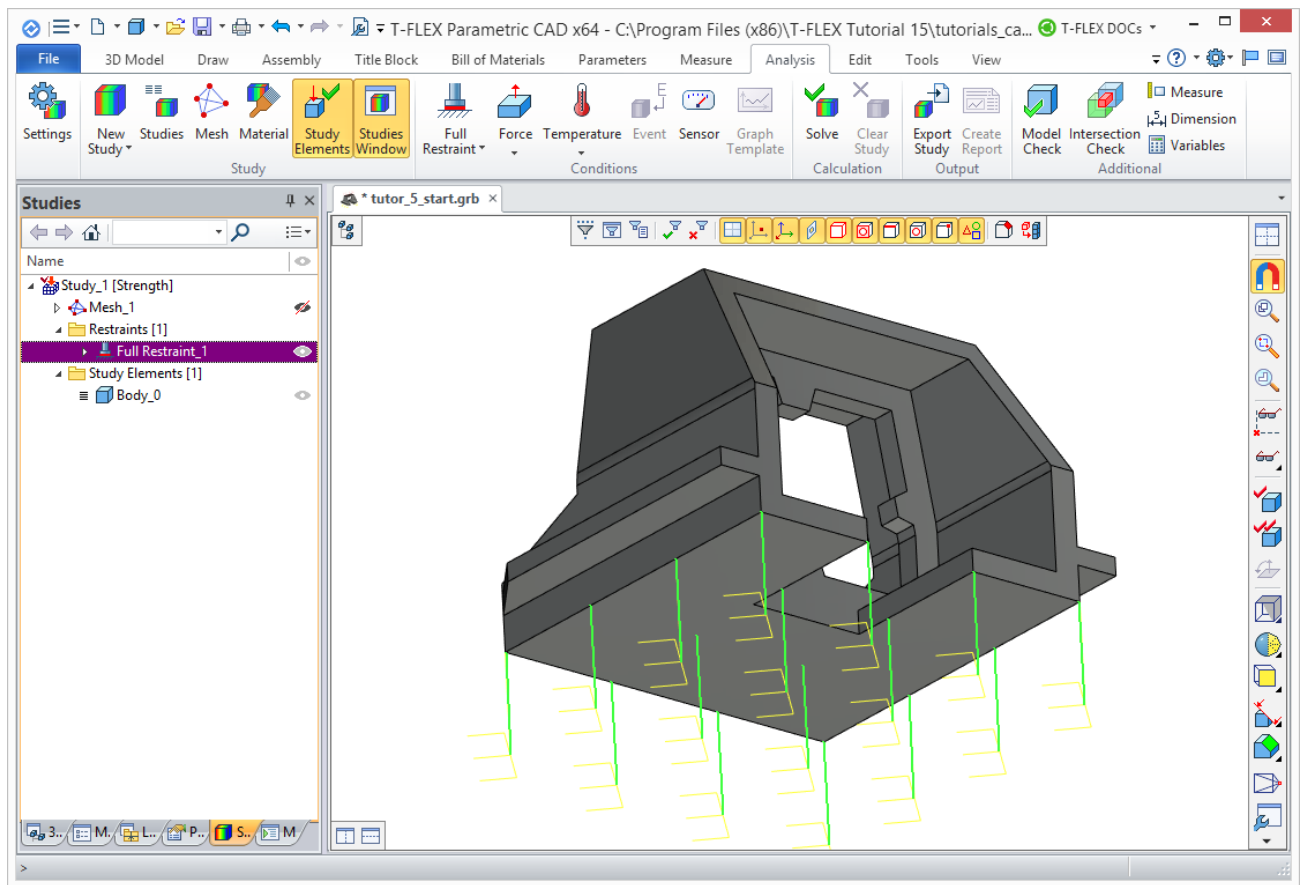 T-FLEX Parametric CAD x64 - C:\Program Files (x86)\T-FLEX Tutorial 15\tutorials_ca... T-FLEX DOCs
File 3D Model Draw Assembly Title Block Bill of Materials Parameters Measure Analysis Edit Tools View
Settings New Study Studies Mesh Material Study Elements Studies Window Full Restraint Force Temperature Event Sensor Graph Template Solve Clear Study Export Study Create Report Model Check Intersection Check Measure
Dimension
Variables
Study Conditions Calculation Output Additional
Studies
* tutor_5_start.grb
Name
Study_1 [Strength]
Mesh_1
Restraints [1]
Full Restraint_1
Study Elements [1]
Body_0
3.. M. L.. P.. S.. M
>